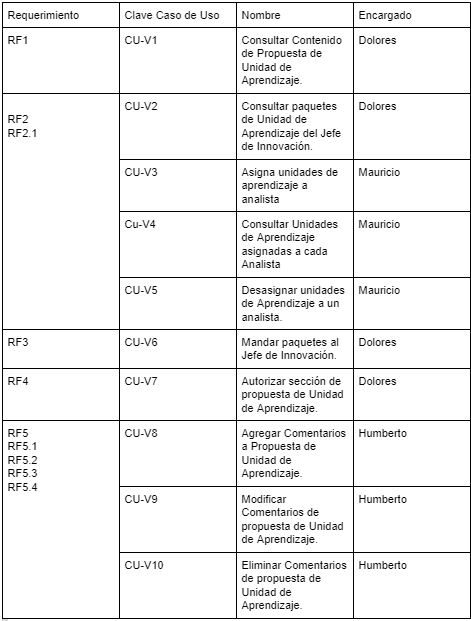 Requerimiento Clave Caso de Uso Nombre Encargado
RF1 CU-V1 Consultar Contenido Dolores
de Propuesta de
Unidad de
Aprendizaje.
RF2
RF2.1
CU-V2 Consultar paquetes Dolores
de Unidad de
Aprendizaje del Jefe
de Innovación.
CU-V3 Asigna unidades de Mauricio
aprendizaje a
analista
Cu-V4 Consultar Unidades Mauricio
de Aprendizaje
asignadas a cada
Analista
CU-V5 Desasignar unidades Mauricio
de Aprendizaje a un
analista.
RF3 CU-V6 Mandar paquetes al Dolores
Jefe de Innovación.
RF4 CU-V7 Autorizar sección de Dolores
propuesta de Unidad
de Aprendizaje.
RF5
RF5.1
RF5.2
RF5.3
RF5.4
CU-V8 Agregar Comentarios Humberto
a Propuesta de
Unidad de
Aprendizaje.
CU-V9 Modificar Humberto
Comentarios de
propuesta de Unidad
de Aprendizaje.
CU-V10 Eliminar Comentarios Humberto
de propuesta de
Unidad de
Aprendizaje.